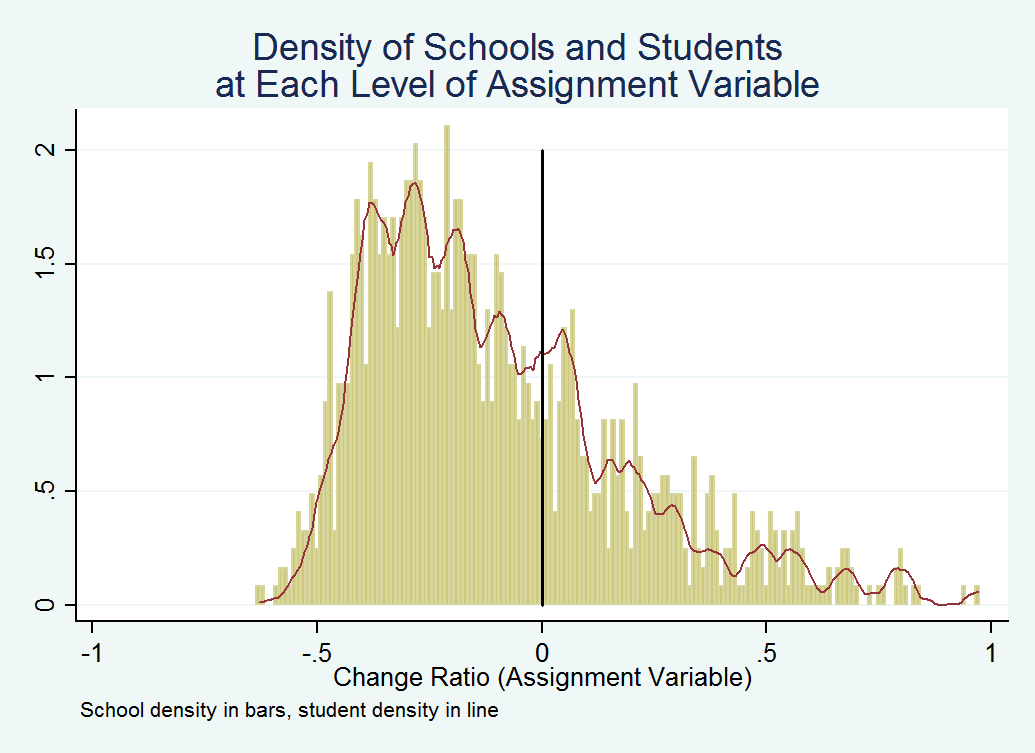 Density of Schools and Students
at Each Level of Assignment Variable
2
1.5
1
.5
0
-1 -.5 0 .5 1
Change Ratio (Assignment Variable)
School density in bars, student density in line